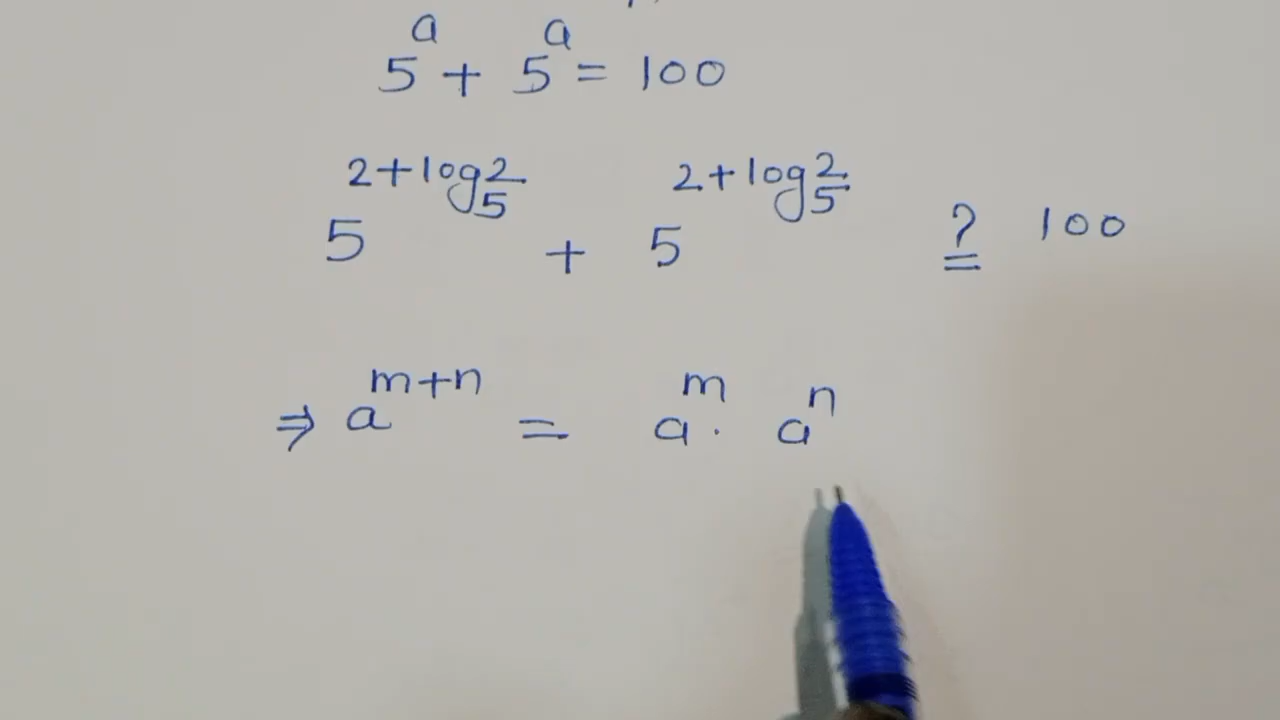 5^a + 5^a = 100
5^(2+log_5 2) + 5^(2+log_5 2) ≟ 100
⇒ a^(m+n) = a^m · a^n